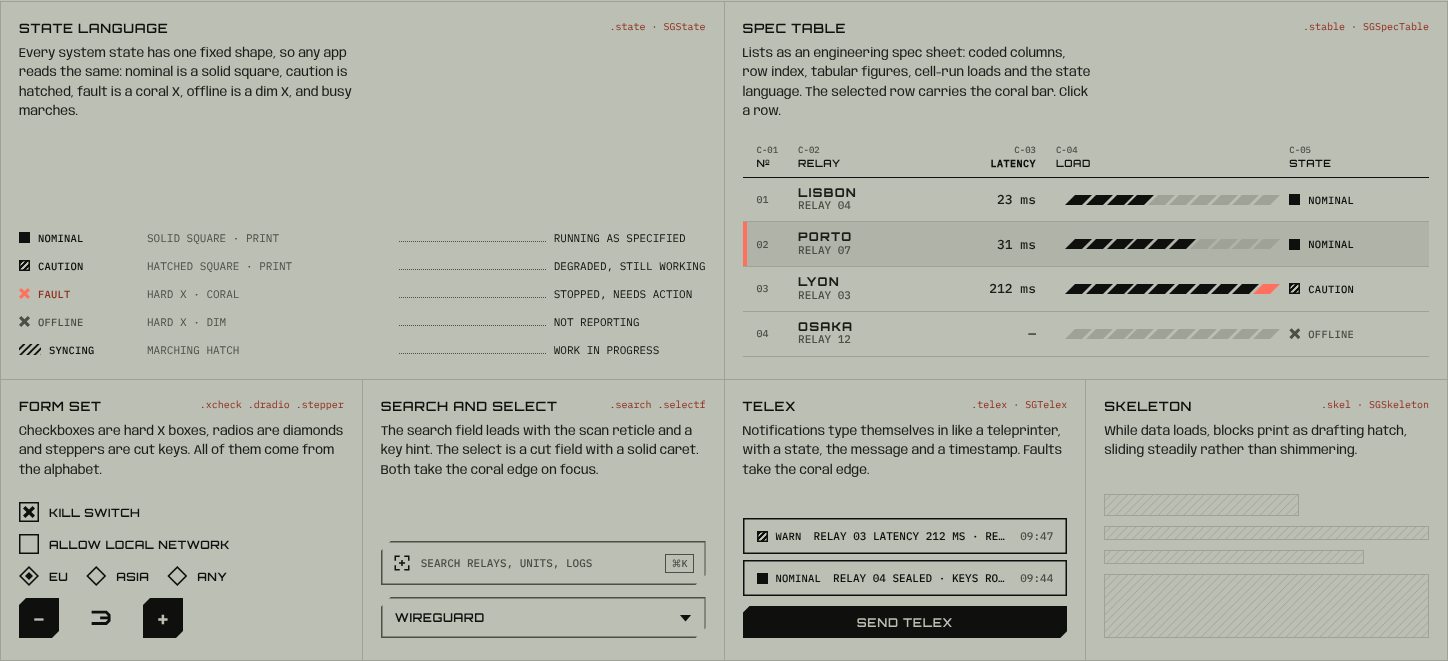 STATE LANGUAGE
.state · SGState
Every system state has one fixed shape, so any app
reads the same: nominal is a solid square, caution is
hatched, fault is a coral X, offline is a dim X, and busy
marches.
NOMINAL SOLID SQUARE · PRINT RUNNING AS SPECIFIED
CAUTION HATCHED SQUARE · PRINT DEGRADED, STILL WORKING
FAULT HARD X · CORAL STOPPED, NEEDS ACTION
OFFLINE HARD X · DIM NOT REPORTING
SYNCING MARCHING HATCH WORK IN PROGRESS
SPEC TABLE
.stable · SGSpecTable
Lists as an engineering spec sheet: coded columns,
row index, tabular figures, cell-run loads and the state
language. The selected row carries the coral bar. Click
a row.
C-01 C-02 C-03 C-04 C-05
Nº RELAY LATENCY LOAD STATE
01 LISBON 23 ms NOMINAL
RELAY 04
02 PORTO 31 ms NOMINAL
RELAY 07
03 LYON 212 ms CAUTION
RELAY 03
04 OSAKA — OFFLINE
RELAY 12
FORM SET
.xcheck .dradio .stepper
Checkboxes are hard X boxes, radios are diamonds
and steppers are cut keys. All of them come from
the alphabet.
KILL SWITCH
ALLOW LOCAL NETWORK
EU ASIA ANY
− 3 +
SEARCH AND SELECT
.search .selectf
The search field leads with the scan reticle and a
key hint. The select is a cut field with a solid caret.
Both take the coral edge on focus.
SEARCH RELAYS, UNITS, LOGS ⌘K
WIREGUARD
TELEX
.telex · SGTelex
Notifications type themselves in like a teleprinter,
with a state, the message and a timestamp. Faults
take the coral edge.
WARN RELAY 03 LATENCY 212 MS · RE… 09:47
NOMINAL RELAY 04 SEALED · KEYS RO… 09:44
SEND TELEX
SKELETON
.skel · SGSkeleton
While data loads, blocks print as drafting hatch,
sliding steadily rather than shimmering.